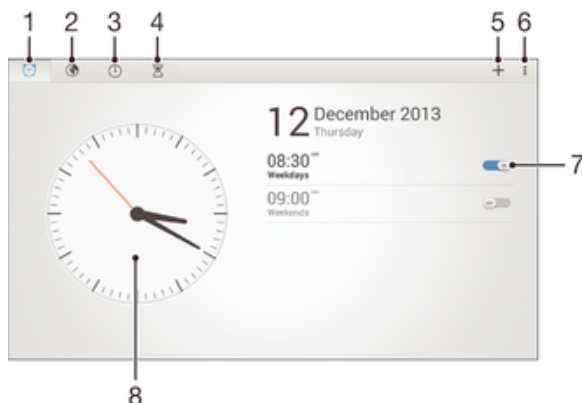 1 2 3 4 5 6
12 December 2013
Thursday
08:30
Weekdays
7
09:00
Weekends
8